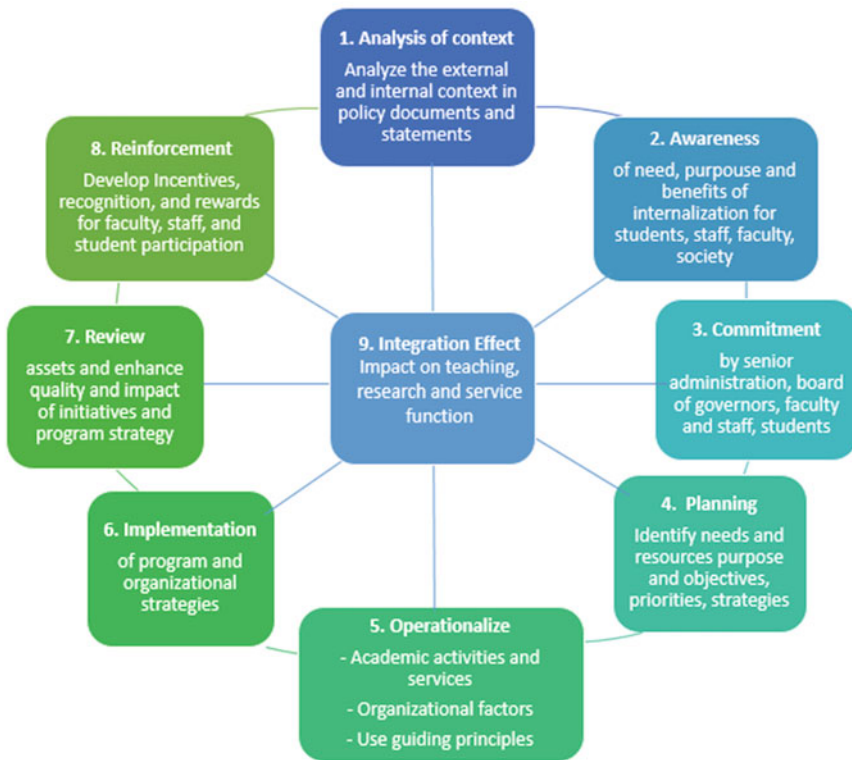 1. Analysis of context
Analyze the external
and internal context in
policy documents and
statements
2. Awareness
of need, purpouse and
benefits of
internalization for
students, staff, faculty,
society
3. Commitment
by senior
administration, board
of governors, faculty
and staff, students
4. Planning
Identify needs and
resources purpose
and objectives,
priorities, strategies
5. Operationalize
- Academic activities and
services
- Organizational factors
- Use guiding principles
6. Implementation
of program and
organizational
strategies
7. Review
assets and enhance
quality and impact
of initiatives and
program strategy
8. Reinforcement
Develop Incentives,
recognition, and rewards
for faculty, staff, and
student participation
9. Integration Effect
Impact on teaching,
research and service
function